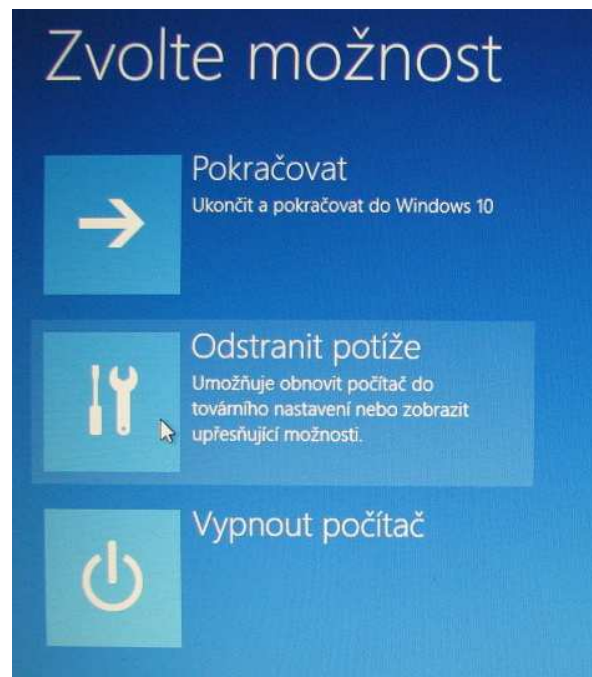 Zvolte možnost
Pokračovat
Ukončit a pokračovat do Windows 10
Odstranit potíže
Umožňuje obnovit počítač do
továrního nastavení nebo zobrazit
upřesňující možnosti.
Vypnout počítač